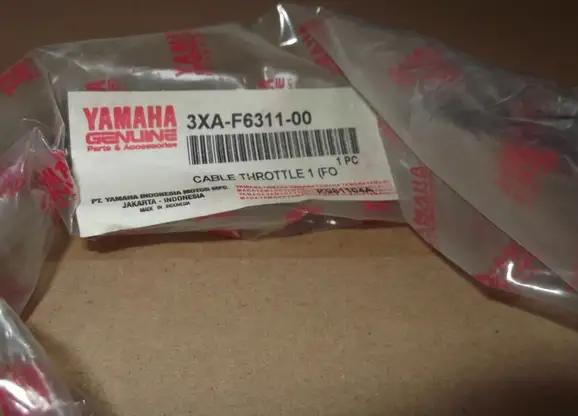 YAMAHA
GENUINE
Parts & Accessories
3XA-F6311-00
1 PC
CABLE THROTTLE 1 (FO
PT. YAMAHA INDONESIA MOTOR MFG.
JAKARTA - INDONESIA
MADE IN INDONESIA
YAMAHA